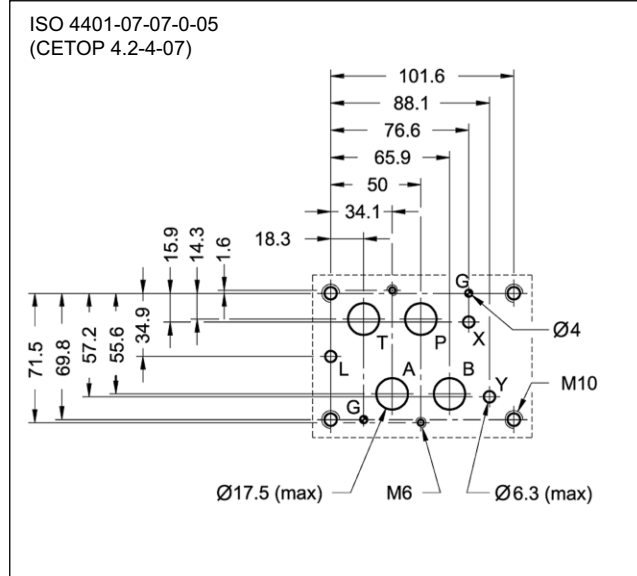 ISO 4401-07-07-0-05
(CETOP 4.2-4-07)
101.6
88.1
76.6
65.9
50
34.1
18.3
15.9
14.3
1.6
71.5
69.8
57.2
55.6
34.9
G
T
P
X
Ø4
L
A
B
Y
M10
G
Ø17.5 (max)
M6
Ø6.3 (max)